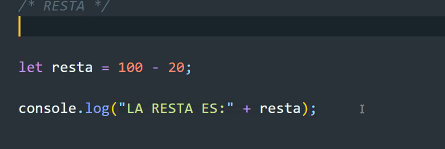 /* RESTA */
let resta = 100 - 20;
console.log("LA RESTA ES:" + resta);